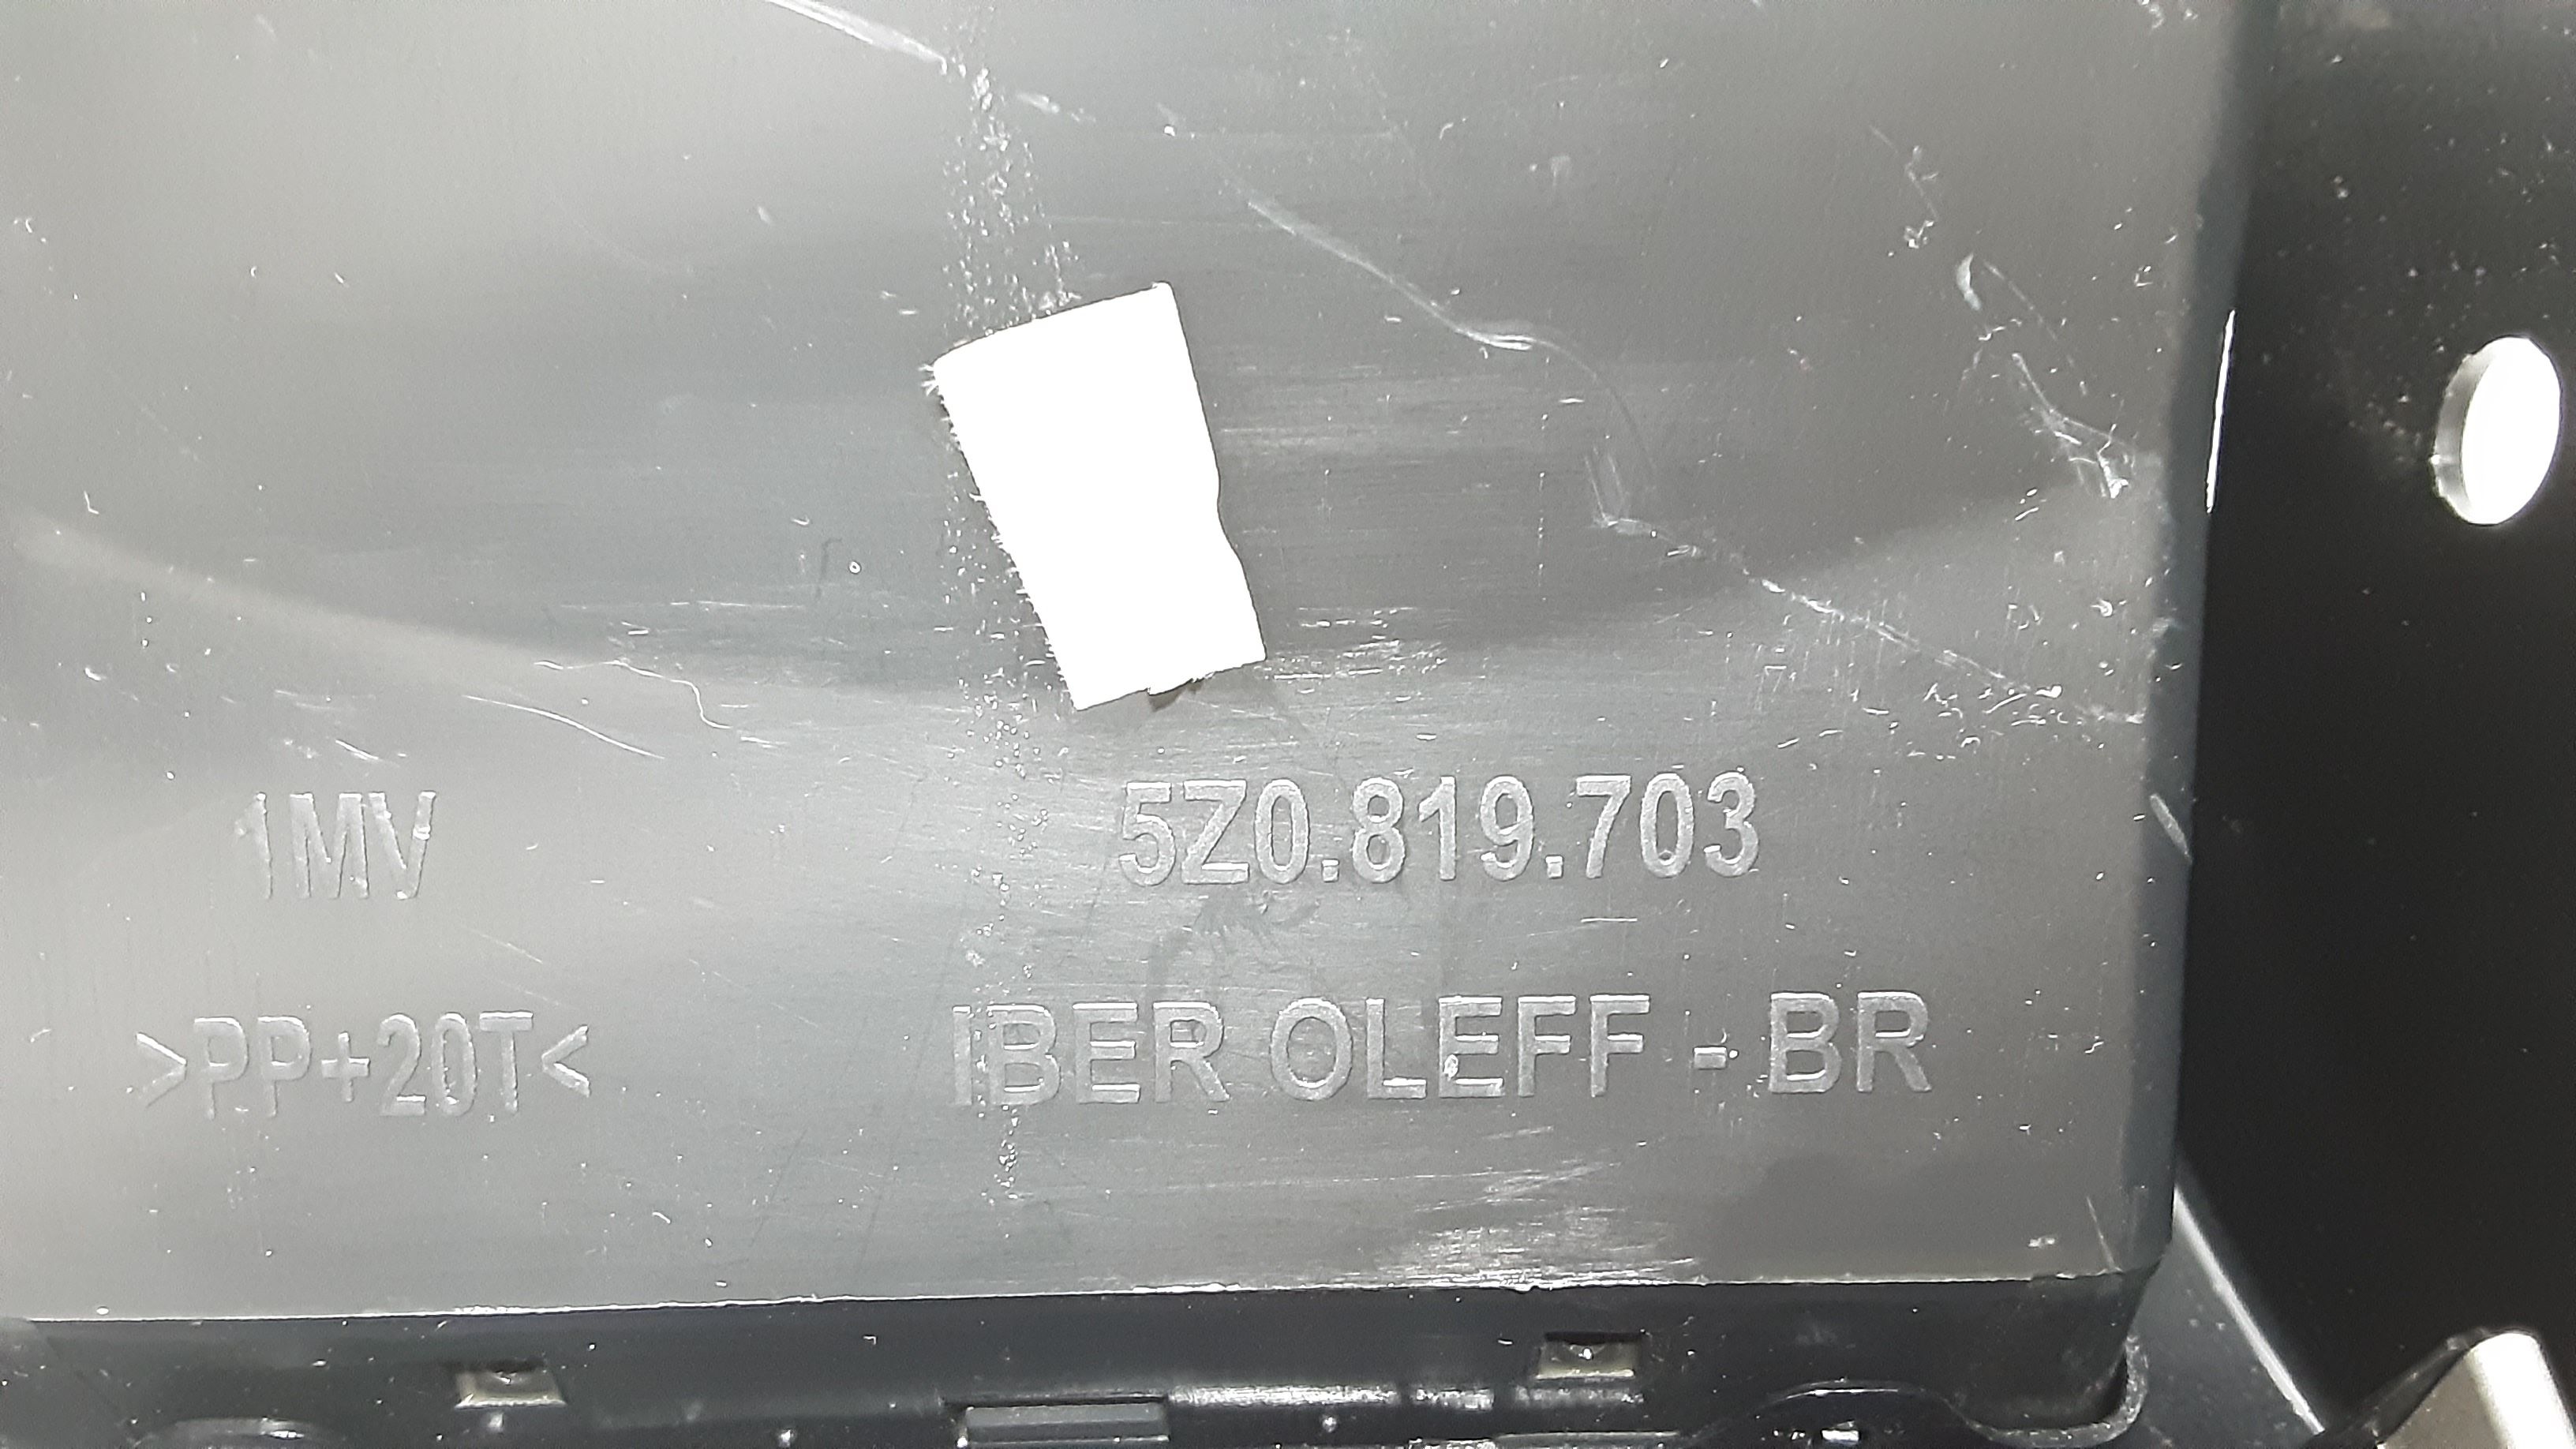 1MV
5Z0.819.703
>PP+20T<
IBER OLEFF - BR